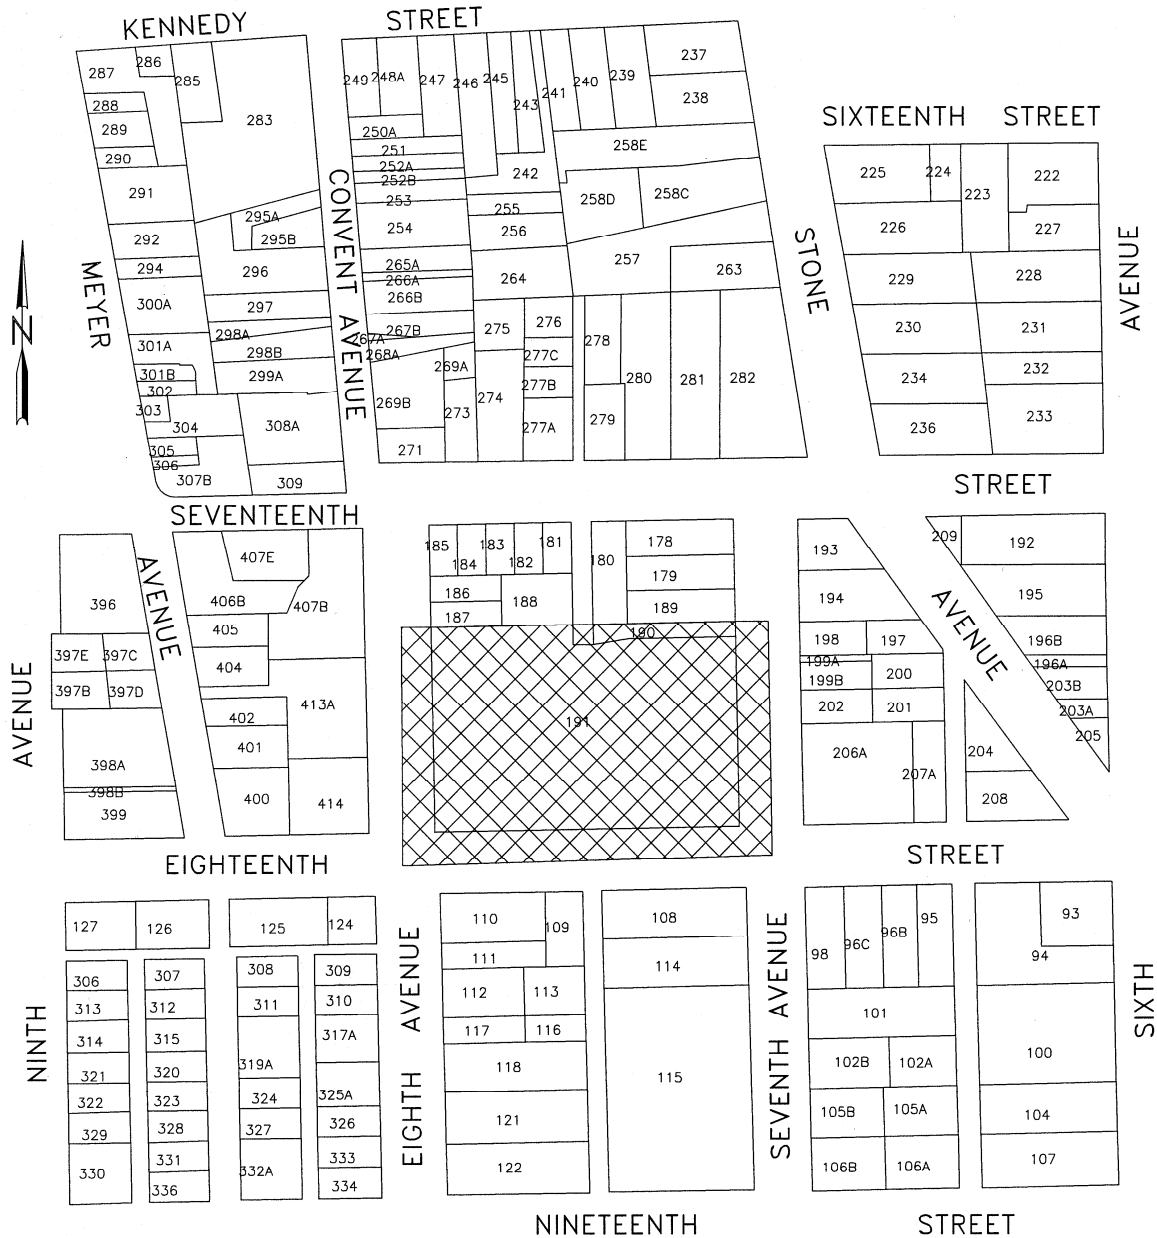 KENNEDY STREET
287
286
285
283
288
289
290
291
292
294
300A
301A
301B
302
303
304
305
306
307B
295A
295B
296
297
298A
298B
299A
308A
309
249
248A
247
246
245
243
241
240
239
237
238
250A
251
252A
252B
253
254
242
255
256
258E
258D
258C
257
263
264
265A
266A
266B
267B
267A
268A
269A
269B
271
273
274
275
276
277C
277B
277A
278
279
280
281
282
CONVENT AVENUE
MEYER
N
STONE
SIXTEENTH STREET
225
224
223
222
226
227
229
228
230
231
234
232
236
233
AVENUE
SEVENTEENTH
STREET
396
397E
397C
397B
397D
398A
398B
399
AVENUE
AVENUE
407E
406B
407B
405
404
402
401
400
413A
414
185
184
183
182
181
186
187
188
180
178
179
189
190
191
193
194
198
197
199A
199B
200
202
201
206A
207A
AVENUE
209
192
195
196B
196A
203B
203A
205
204
208
EIGHTEENTH
STREET
127
126
125
124
306
313
314
321
322
329
330
307
312
315
320
323
328
331
336
308
311
319A
324
327
332A
309
310
317A
325A
326
333
334
NINTH
EIGHTH AVENUE
110
109
111
112
113
117
116
118
121
122
108
114
115
SEVENTH AVENUE
98
96C
96B
95
101
102B
102A
105B
105A
106B
106A
93
94
100
104
107
SIXTH
NINETEENTH
STREET